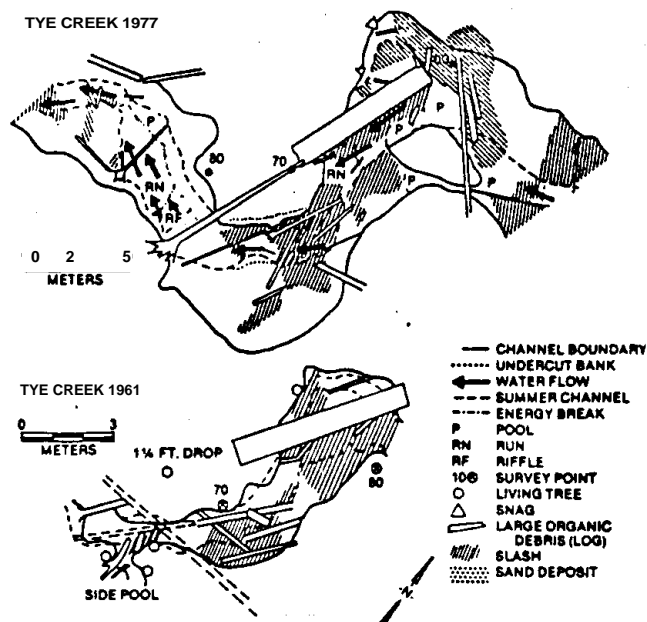 TYE CREEK 1977
P
80
RN
RF
0 2 5
METERS
70
RN
P
P
P
P
TYE CREEK 1961
0 3
METERS
1¼ FT. DROP
70
80
SIDE POOL
N
CHANNEL BOUNDARY
UNDERCUT BANK
WATER FLOW
SUMMER CHANNEL
ENERGY BREAK
P POOL
RN RUN
RF RIFFLE
10 SURVEY POINT
LIVING TREE
SNAG
LARGE ORGANIC
DEBRIS (LOG)
SLASH
SAND DEPOSIT